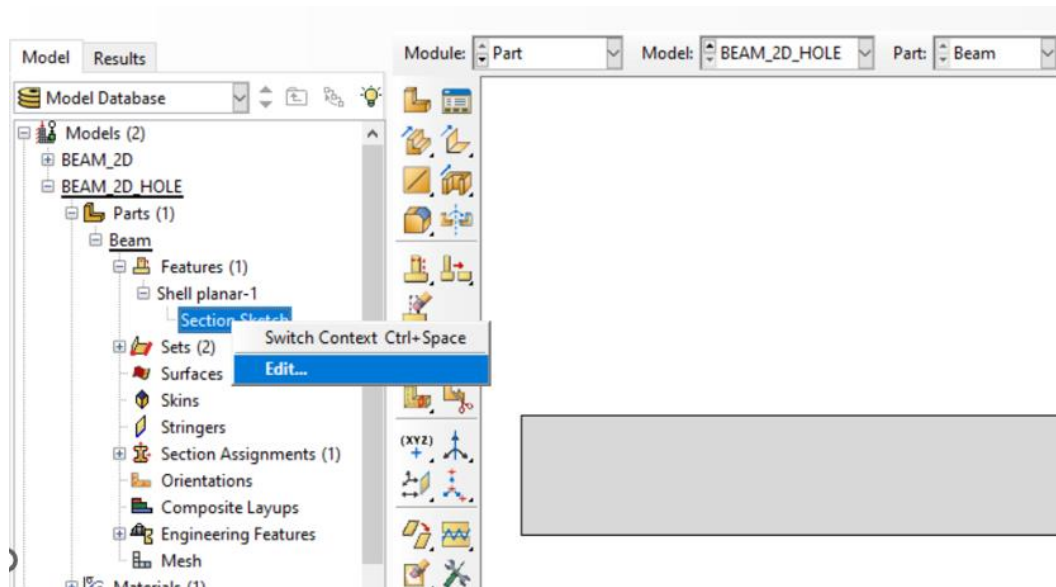 Model Results
Module: Part Model: BEAM_2D_HOLE Part: Beam
Model Database
Models (2)
BEAM_2D
BEAM_2D_HOLE
Parts (1)
Beam
Features (1)
Shell planar-1
Section Sketch
Switch Context Ctrl+Space
Sets (2)
Edit...
Surfaces
Skins
Stringers
(XYZ)
Section Assignments (1)
Orientations
Composite Layups
Engineering Features
Mesh
Materials (1)